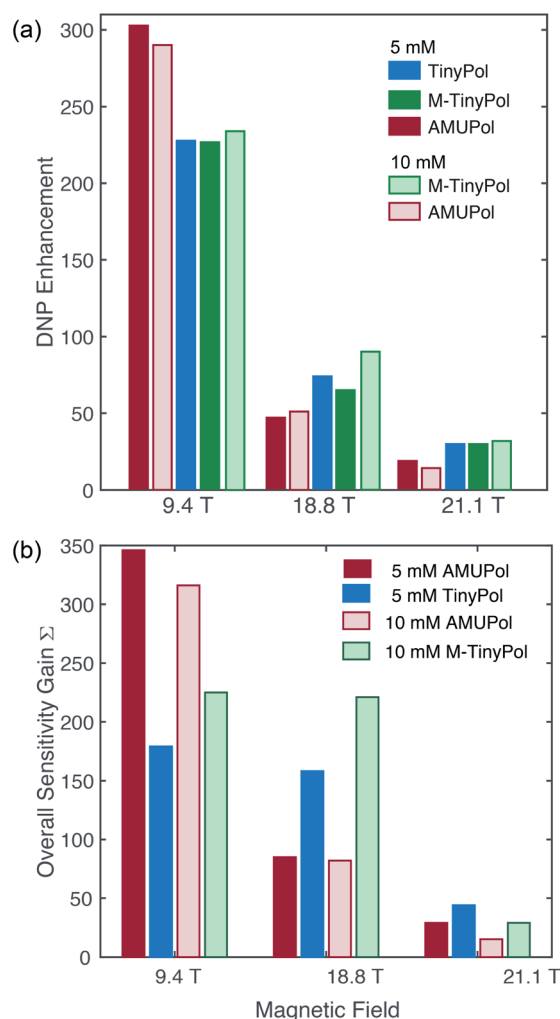 (a)
DNP Enhancement
300
250
200
150
100
50
0
5 mM
TinyPol
M-TinyPol
AMUPol
10 mM
M-TinyPol
AMUPol
9.4 T 18.8 T 21.1 T
(b)
Overall Sensitivity Gain Σ
350
300
250
200
150
100
50
0
5 mM AMUPol
5 mM TinyPol
10 mM AMUPol
10 mM M-TinyPol
9.4 T 18.8 T 21.1 T
Magnetic Field